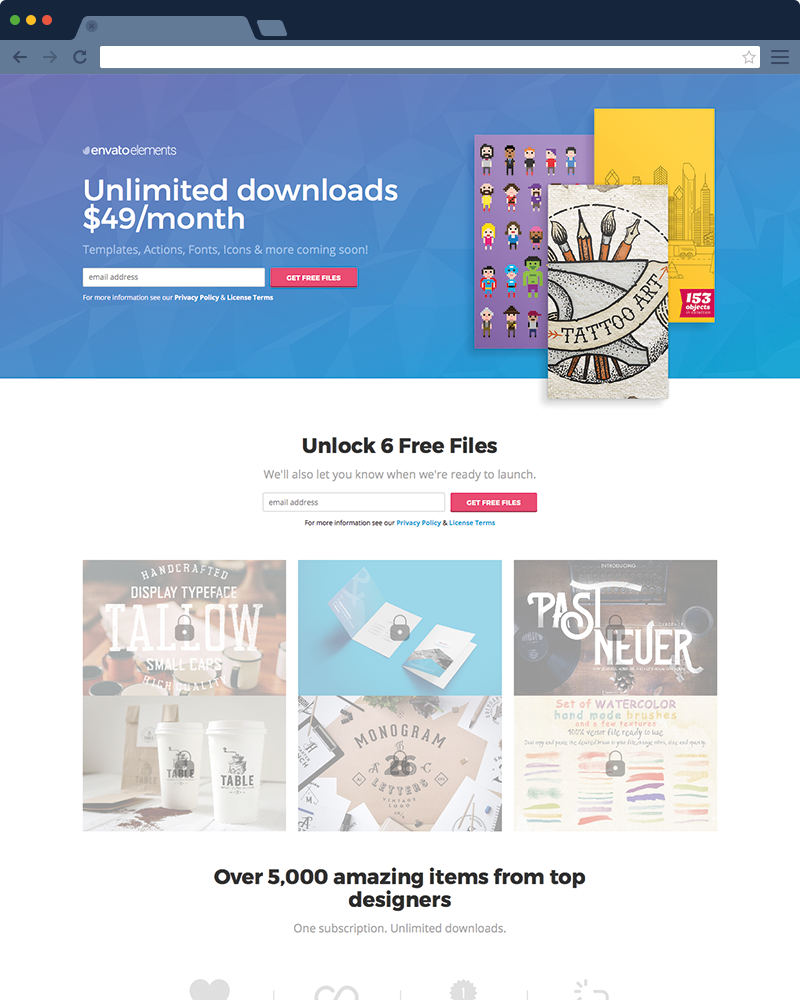 envato elements
Unlimited downloads
$49/month
Templates, Actions, Fonts, Icons & more coming soon!
email address
GET FREE FILES
For more information see our Privacy Policy & License Terms
153
objects
TATTOO ART
Unlock 6 Free Files
We'll also let you know when we're ready to launch.
email address
GET FREE FILES
For more information see our Privacy Policy & License Terms
HANDCRAFTED
DISPLAY TYPEFACE
TALLOW
SMALL CAPS
HIGH QUALITY
INTRODUCING
PAST
NEVER
TABLE
TABLE
MONOGRAM
26
LETTERS
VINTAGE
LOGO
Set of WATERCOLOR
hand made brushes
and a few textures
100% vector file ready to use
Over 5,000 amazing items from top
designers
One subscription. Unlimited downloads.